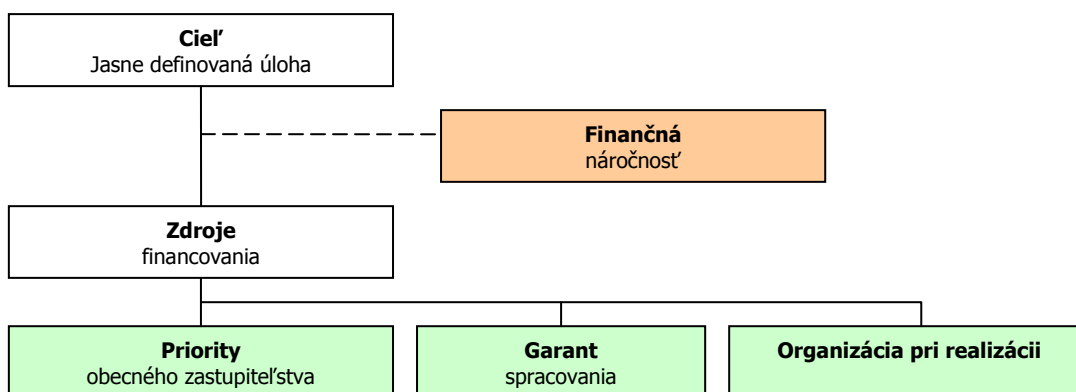 Cieľ
Jasne definovaná úloha
Finančná
náročnosť
Zdroje
financovania
Priority
obecného zastupiteľstva
Garant
spracovania
Organizácia pri realizácii